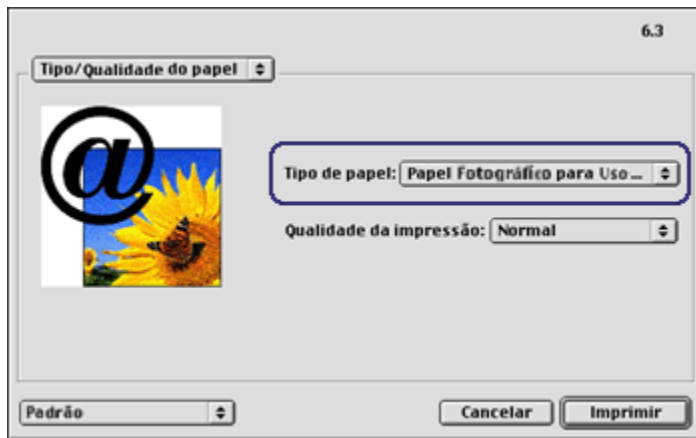 6.3
Tipo/Qualidade do papel
@
Tipo de papel: Papel Fotográfico para Uso...
Qualidade da impressão: Normal
Padrão Cancelar Imprimir